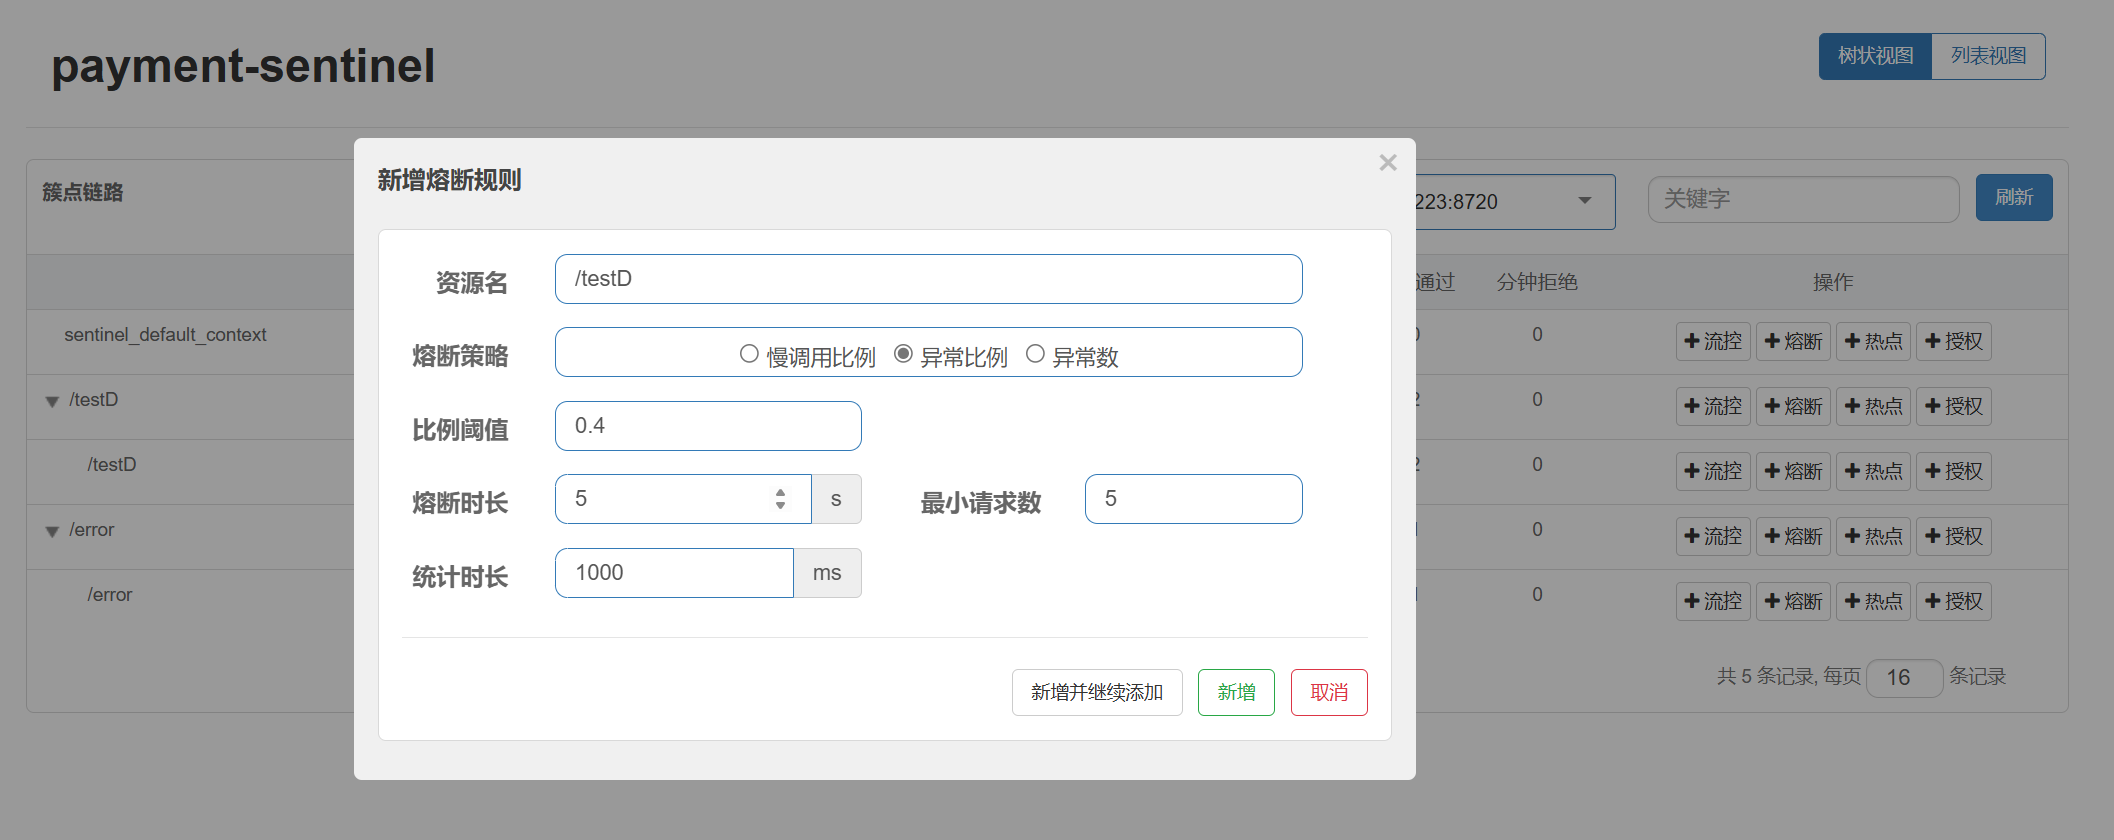 payment-sentinel
树状视图 列表视图
簇点链路
223:8720
关键字
刷新
通过 分钟拒绝 操作
sentinel_default_context
0 流控 熔断 热点 授权
/testD
0 流控 熔断 热点 授权
/testD
0 流控 熔断 热点 授权
/error
0 流控 熔断 热点 授权
/error
0 流控 熔断 热点 授权
共 5 条记录, 每页 16 条记录
新增熔断规则
×
资源名 /testD
熔断策略 慢调用比例 异常比例 异常数
比例阈值 0.4
熔断时长 5 s 最小请求数 5
统计时长 1000 ms
新增并继续添加 新增 取消